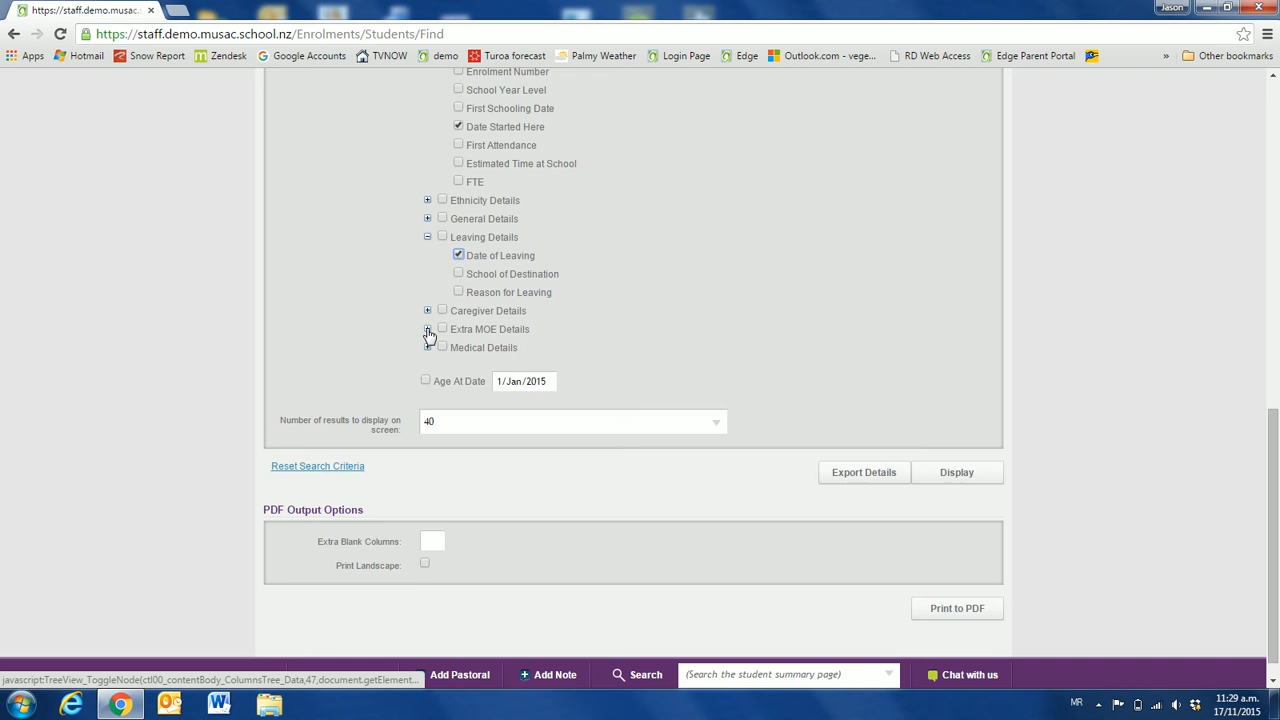 https://staff.demo.musac.
Jason
https://staff.demo.musac.school.nz/Enrolments/Students/Find
Apps Hotmail Snow Report Zendesk Google Accounts TVNOW demo Turoa forecast Palmy Weather Login Page Edge Outlook.com - vege... RD Web Access Edge Parent Portal » Other bookmarks
Enrolment Number
School Year Level
First Schooling Date
Date Started Here
First Attendance
Estimated Time at School
FTE
Ethnicity Details
General Details
Leaving Details
Date of Leaving
School of Destination
Reason for Leaving
Caregiver Details
Extra MOE Details
Medical Details
Age At Date 1/Jan/2015
Number of results to display on screen: 40
Reset Search Criteria Export Details Display
PDF Output Options
Extra Blank Columns:
Print Landscape:
Print to PDF
Add Pastoral Add Note Search (Search the student summary page) Chat with us
javascript:TreeView_ToggleNode(ctl00_contentBody_ColumnsTree_Data,47,document.getElement...
MR 11:29 a.m.
17/11/2015